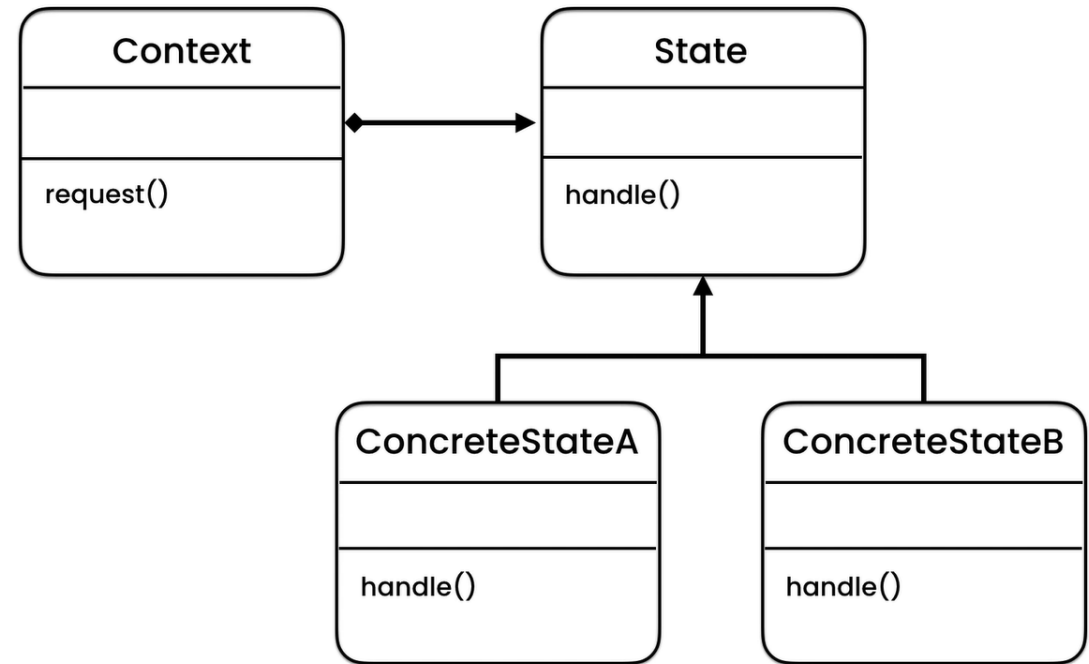 Context
request()
State
handle()
ConcreteStateA
handle()
ConcreteStateB
handle()